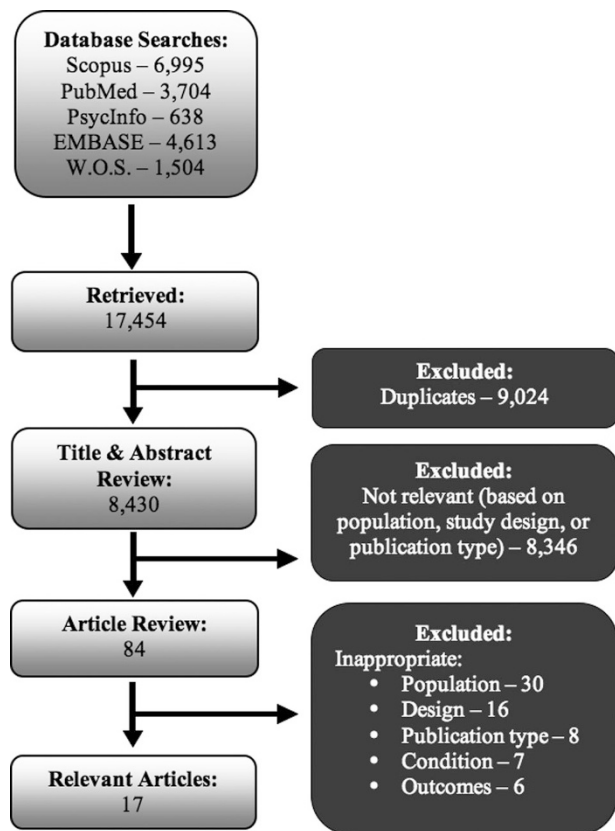 Database Searches:
Scopus – 6,995
PubMed – 3,704
PsycInfo – 638
EMBASE – 4,613
W.O.S. – 1,504
Retrieved:
17,454
Excluded:
Duplicates – 9,024
Title & Abstract
Review:
8,430
Excluded:
Not relevant (based on
population, study design, or
publication type) – 8,346
Article Review:
84
Excluded:
Inappropriate:
• Population – 30
• Design – 16
• Publication type – 8
• Condition – 7
• Outcomes – 6
Relevant Articles:
17